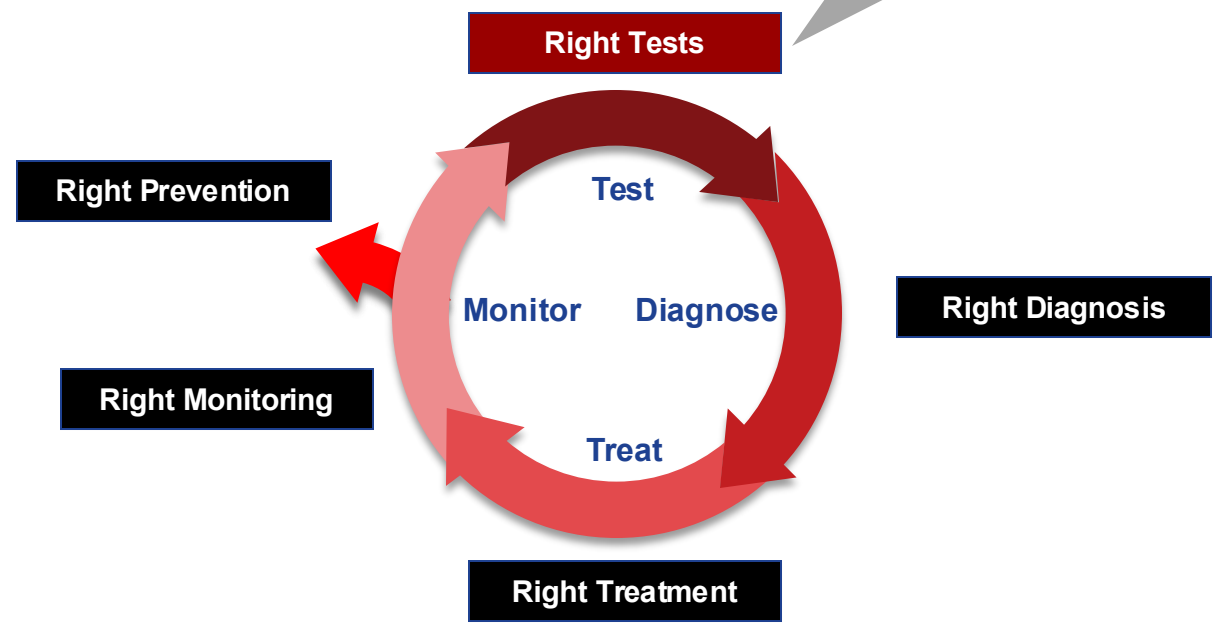 Right Tests
Right Prevention
Test
Monitor
Diagnose
Right Diagnosis
Right Monitoring
Treat
Right Treatment